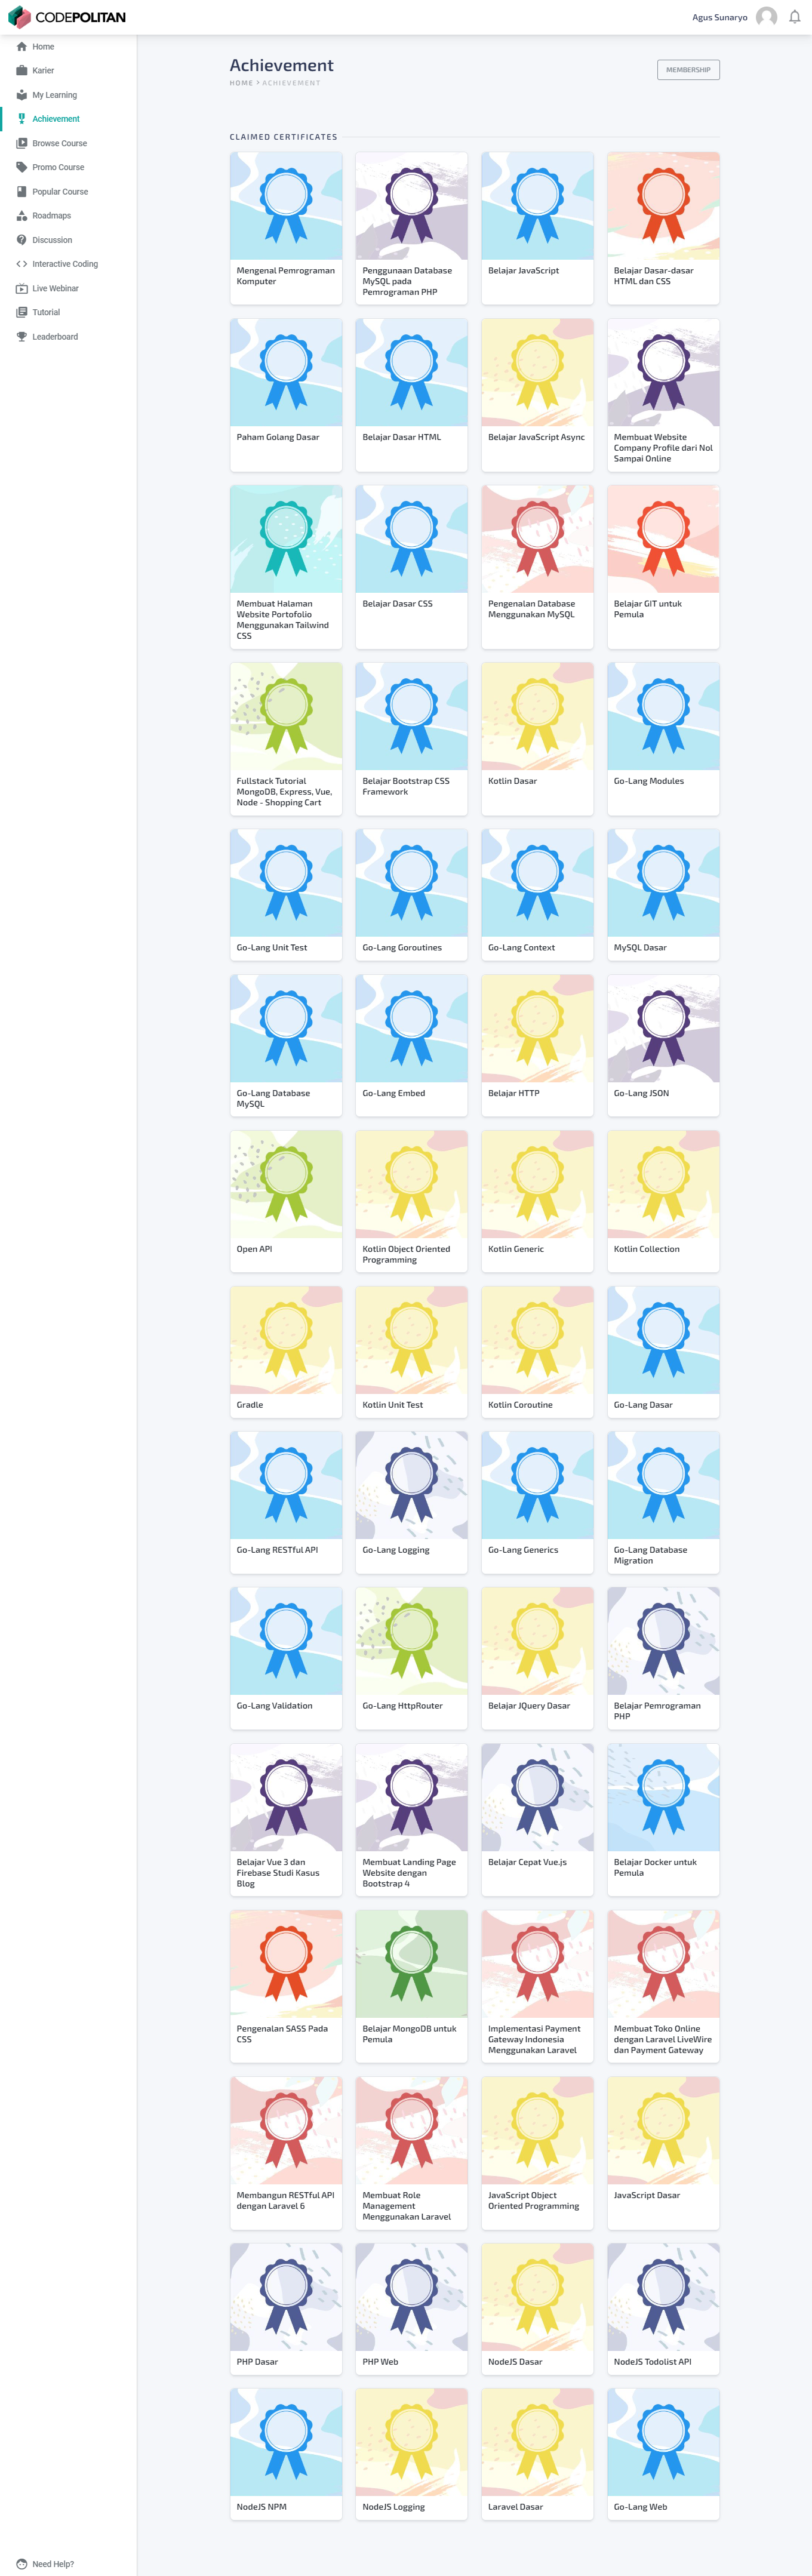 CODEPOLITAN
Agus Sunaryo
Home
Karier
My Learning
Achievement
Browse Course
Promo Course
Popular Course
Roadmaps
Discussion
Interactive Coding
Live Webinar
Tutorial
Leaderboard
Need Help?
Achievement
HOME > ACHIEVEMENT
MEMBERSHIP
CLAIMED CERTIFICATES
Mengenal Pemrograman
Komputer
Penggunaan Database
MySQL pada
Pemrograman PHP
Belajar JavaScript
Belajar Dasar-dasar
HTML dan CSS
Paham Golang Dasar
Belajar Dasar HTML
Belajar JavaScript Async
Membuat Website
Company Profile dari Nol
Sampai Online
Membuat Halaman
Website Portofolio
Menggunakan Tailwind
CSS
Belajar Dasar CSS
Pengenalan Database
Menggunakan MySQL
Belajar GIT untuk
Pemula
Fullstack Tutorial
MongoDB, Express, Vue,
Node - Shopping Cart
Belajar Bootstrap CSS
Framework
Kotlin Dasar
Go-Lang Modules
Go-Lang Unit Test
Go-Lang Goroutines
Go-Lang Context
MySQL Dasar
Go-Lang Database
MySQL
Go-Lang Embed
Belajar HTTP
Go-Lang JSON
Open API
Kotlin Object Oriented
Programming
Kotlin Generic
Kotlin Collection
Gradle
Kotlin Unit Test
Kotlin Coroutine
Go-Lang Dasar
Go-Lang RESTful API
Go-Lang Logging
Go-Lang Generics
Go-Lang Database
Migration
Go-Lang Validation
Go-Lang HttpRouter
Belajar JQuery Dasar
Belajar Pemrograman
PHP
Belajar Vue 3 dan
Firebase Studi Kasus
Blog
Membuat Landing Page
Website dengan
Bootstrap 4
Belajar Cepat Vue.js
Belajar Docker untuk
Pemula
Pengenalan SASS Pada
CSS
Belajar MongoDB untuk
Pemula
Implementasi Payment
Gateway Indonesia
Menggunakan Laravel
Membuat Toko Online
dengan Laravel LiveWire
dan Payment Gateway
Membangun RESTful API
dengan Laravel 6
Membuat Role
Management
Menggunakan Laravel
JavaScript Object
Oriented Programming
JavaScript Dasar
PHP Dasar
PHP Web
NodeJS Dasar
NodeJS Todolist API
NodeJS NPM
NodeJS Logging
Laravel Dasar
Go-Lang Web